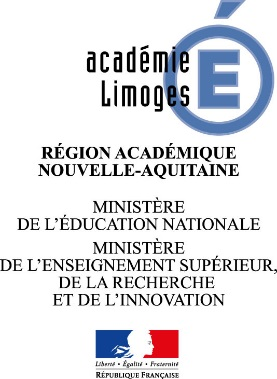 académie
Limoges
É
RÉGION ACADÉMIQUE
NOUVELLE-AQUITAINE
MINISTÈRE
DE L'ÉDUCATION NATIONALE
MINISTÈRE
DE L'ENSEIGNEMENT SUPÉRIEUR,
DE LA RECHERCHE
ET DE L'INNOVATION
Liberté • Égalité • Fraternité
RÉPUBLIQUE FRANÇAISE